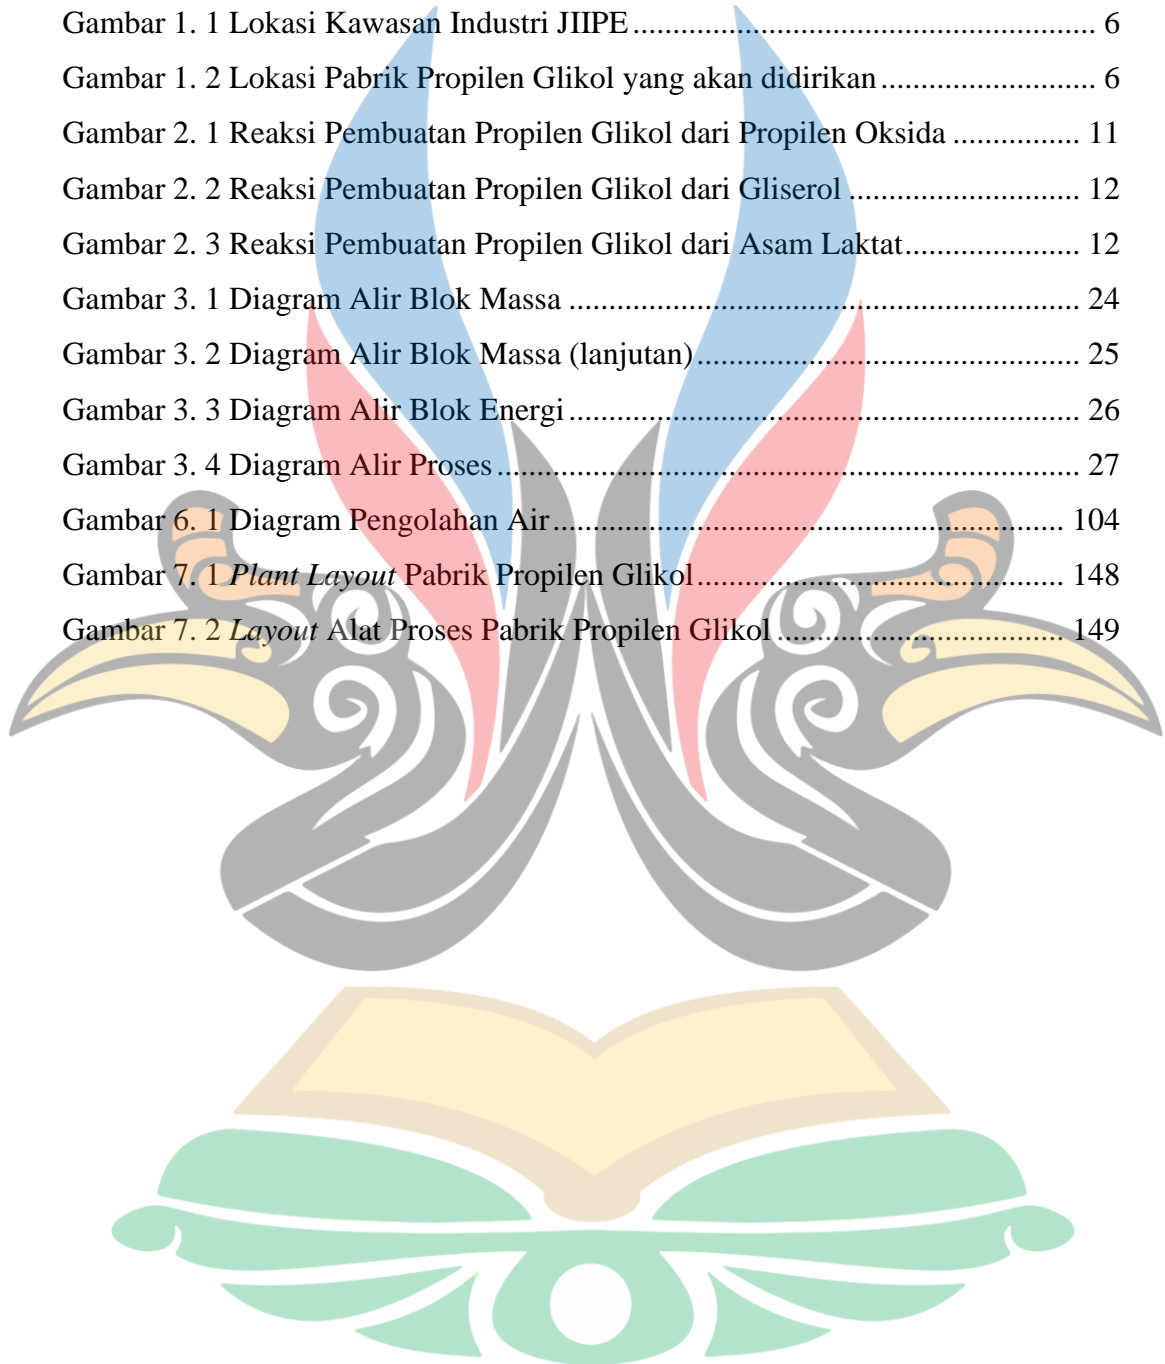 Gambar 1. 1 Lokasi Kawasan Industri JIIPE.......................................................... 6
Gambar 1. 2 Lokasi Pabrik Propilen Glikol yang akan didirikan........................... 6
Gambar 2. 1 Reaksi Pembuatan Propilen Glikol dari Propilen Oksida ................ 11
Gambar 2. 2 Reaksi Pembuatan Propilen Glikol dari Gliserol ............................. 12
Gambar 2. 3 Reaksi Pembuatan Propilen Glikol dari Asam Laktat...................... 12
Gambar 3. 1 Diagram Alir Blok Massa ................................................................ 24
Gambar 3. 2 Diagram Alir Blok Massa (lanjutan)................................................ 25
Gambar 3. 3 Diagram Alir Blok Energi................................................................ 26
Gambar 3. 4 Diagram Alir Proses......................................................................... 27
Gambar 6. 1 Diagram Pengolahan Air................................................................ 104
Gambar 7. 1 Plant Layout Pabrik Propilen Glikol.............................................. 148
Gambar 7. 2 Layout Alat Proses Pabrik Propilen Glikol .................................... 149